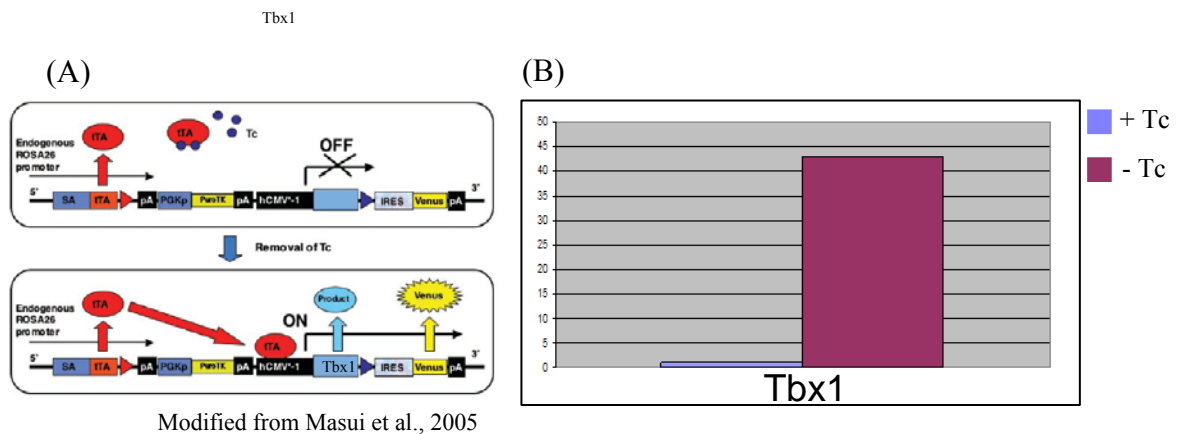 Tbx1
(A)
tTA
tTA
Tc
Endogenous
ROSA26
promoter
OFF
5'
3'
SA
tTA
pA
PGKp
PuroTK
pA
hCMV*-1
IRES
Venus
pA
Removal of Tc
tTA
Product
Venus
Endogenous
ROSA26
promoter
tTA
ON
5'
3'
SA
tTA
pA
PGKp
PuroTK
pA
hCMV*-1
Tbx1
IRES
Venus
pA
Modified from Masui et al., 2005
(B)
50
45
40
35
30
25
20
15
10
5
0
Tbx1
+ Tc
- Tc